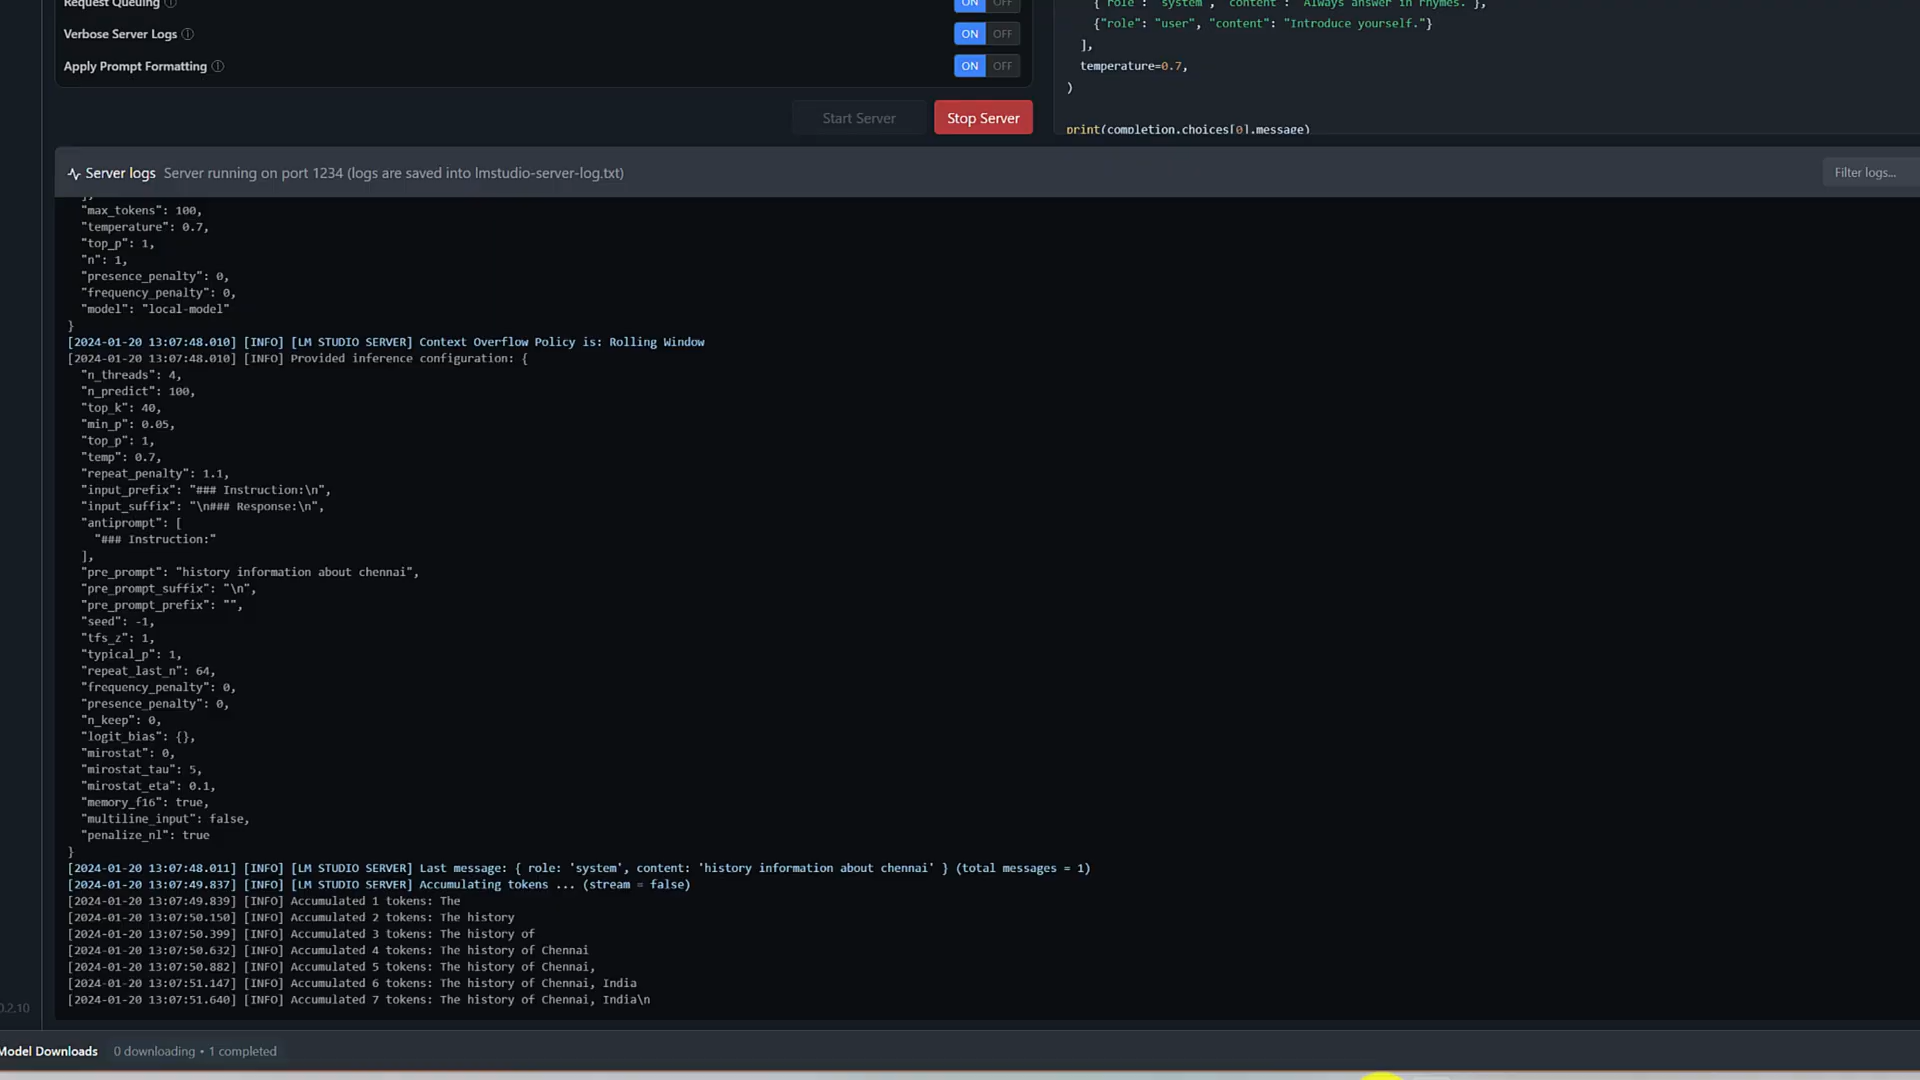 Request Queuing
ON OFF
Verbose Server Logs
ON OFF
Apply Prompt Formatting
ON OFF
Start Server
Stop Server
{"role": "system", "content": "Always answer in rhymes."},
{"role": "user", "content": "Introduce yourself."}
],
temperature=0.7,
)
print(completion.choices[0].message)
Server logs Server running on port 1234 (logs are saved into lmstudio-server-log.txt)
Filter logs...
],
"max_tokens": 100,
"temperature": 0.7,
"top_p": 1,
"n": 1,
"presence_penalty": 0,
"frequency_penalty": 0,
"model": "local-model"
}
[2024-01-20 13:07:48.010] [INFO] [LM STUDIO SERVER] Context Overflow Policy is: Rolling Window
[2024-01-20 13:07:48.010] [INFO] Provided inference configuration: {
"n_threads": 4,
"n_predict": 100,
"top_k": 40,
"min_p": 0.05,
"top_p": 1,
"temp": 0.7,
"repeat_penalty": 1.1,
"input_prefix": "### Instruction:\n",
"input_suffix": "\n### Response:\n",
"antiprompt": [
"### Instruction:"
],
"pre_prompt": "history information about chennai",
"pre_prompt_suffix": "\n",
"pre_prompt_prefix": "",
"seed": -1,
"tfs_z": 1,
"typical_p": 1,
"repeat_last_n": 64,
"frequency_penalty": 0,
"presence_penalty": 0,
"n_keep": 0,
"logit_bias": {},
"mirostat": 0,
"mirostat_tau": 5,
"mirostat_eta": 0.1,
"memory_f16": true,
"multiline_input": false,
"penalize_nl": true
}
[2024-01-20 13:07:48.011] [INFO] [LM STUDIO SERVER] Last message: { role: 'system', content: 'history information about chennai' } (total messages = 1)
[2024-01-20 13:07:49.837] [INFO] [LM STUDIO SERVER] Accumulating tokens ... (stream = false)
[2024-01-20 13:07:49.839] [INFO] Accumulated 1 tokens: The
[2024-01-20 13:07:50.150] [INFO] Accumulated 2 tokens: The history
[2024-01-20 13:07:50.399] [INFO] Accumulated 3 tokens: The history of
[2024-01-20 13:07:50.632] [INFO] Accumulated 4 tokens: The history of Chennai
[2024-01-20 13:07:50.882] [INFO] Accumulated 5 tokens: The history of Chennai,
[2024-01-20 13:07:51.147] [INFO] Accumulated 6 tokens: The history of Chennai, India
[2024-01-20 13:07:51.640] [INFO] Accumulated 7 tokens: The history of Chennai, India\n
0.2.10
Model Downloads 0 downloading • 1 completed